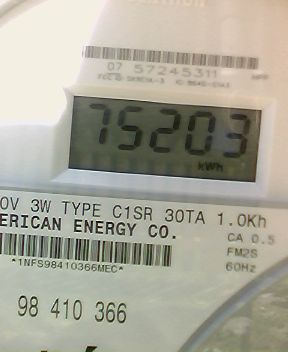 07 57245311
75203
kWh
0V 3W TYPE C1SR 30TA 1.0Kh
ERICAN ENERGY CO.
CA 0.5
FM2S
60Hz
*1NFS98410366MEC*
98 410 366